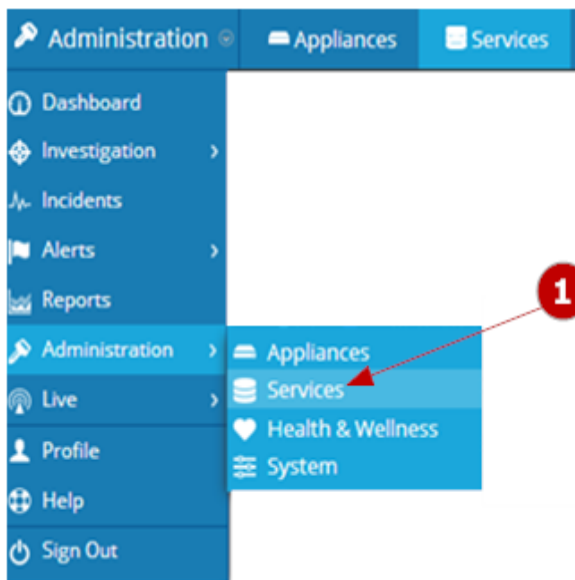 Administration Appliances Services
Dashboard
Investigation
Incidents
Alerts
Reports
Administration
Appliances
Services
1
Health & Wellness
System
Live
Profile
Help
Sign Out